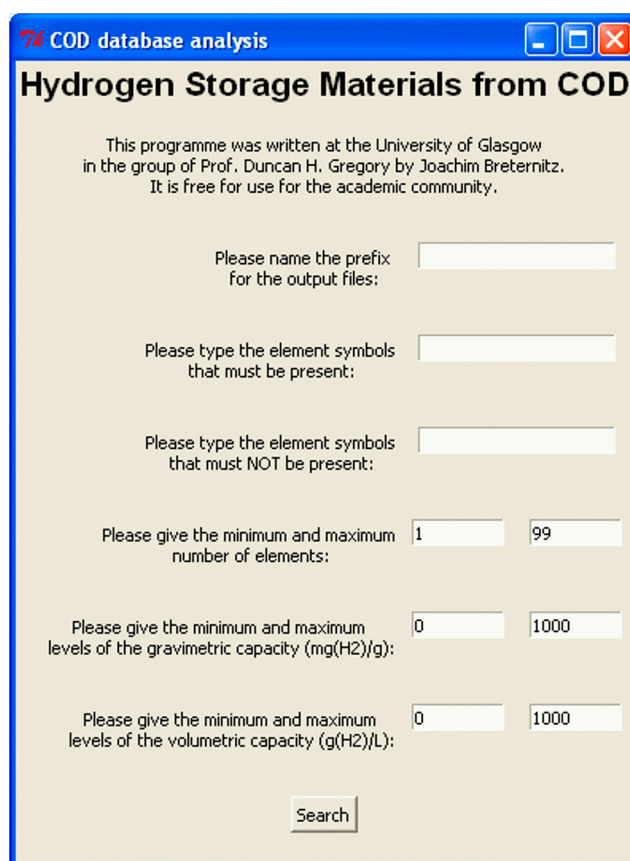 COD database analysis
Hydrogen Storage Materials from COD
This programme was written at the University of Glasgow
in the group of Prof. Duncan H. Gregory by Joachim Breternitz.
It is free for use for the academic community.
Please name the prefix
for the output files:
Please type the element symbols
that must be present:
Please type the element symbols
that must NOT be present:
Please give the minimum and maximum 1 99
number of elements:
Please give the minimum and maximum 0 1000
levels of the gravimetric capacity (mg(H2)/g):
Please give the minimum and maximum 0 1000
levels of the volumetric capacity (g(H2)/L):
Search